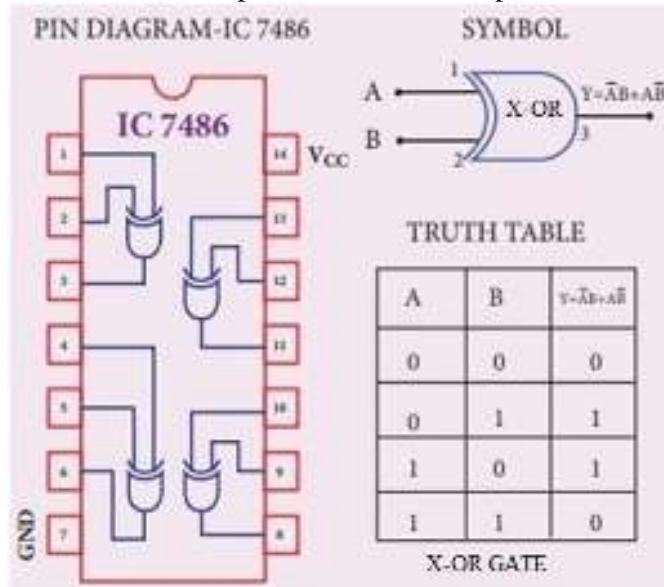 PIN DIAGRAM-IC 7486
SYMBOL
IC 7486
1
2
3
4
5
6
7
GND
14
VCC
13
12
11
10
9
8
A
B
1
2
X-OR
3
Y=A̅B+AB̅
TRUTH TABLE
A B Y=A̅B+AB̅
0 0 0
0 1 1
1 0 1
1 1 0
X-OR GATE